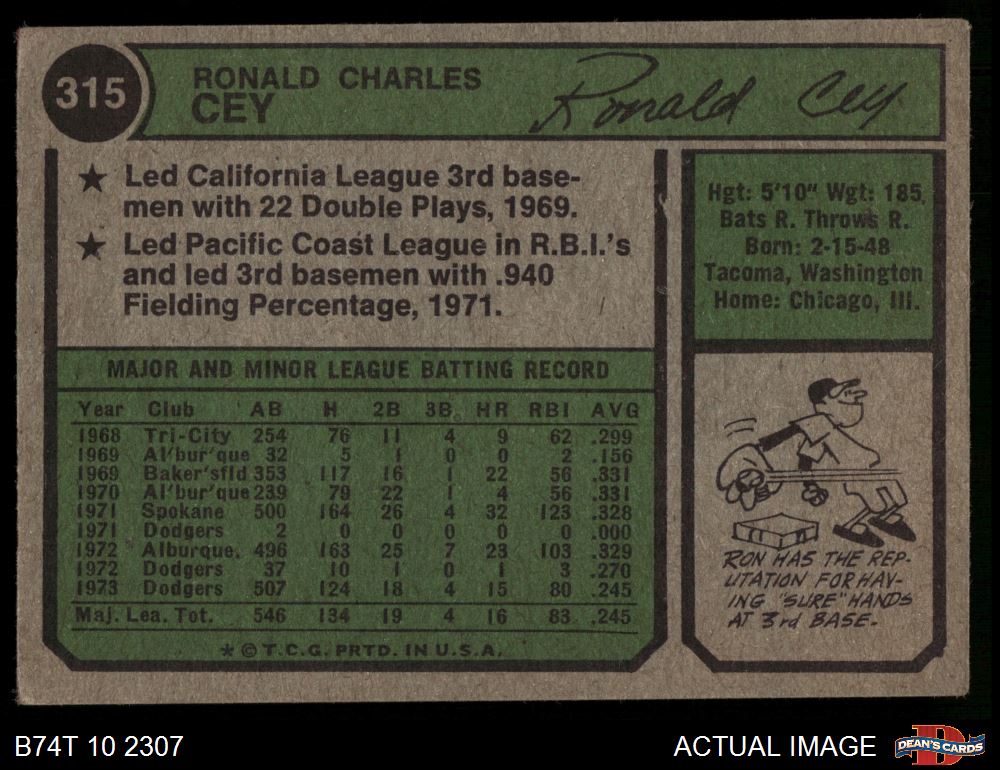 315
RONALD CHARLES
CEY
Ronald Cey
★ Led California League 3rd base-
men with 22 Double Plays, 1969.
★ Led Pacific Coast League in R.B.I.'s
and led 3rd basemen with .940
Fielding Percentage, 1971.
Hgt: 5'10" Wgt: 185
Bats R. Throws R.
Born: 2-15-48
Tacoma, Washington
Home: Chicago, Ill.
MAJOR AND MINOR LEAGUE BATTING RECORD
Year Club AB H 2B 3B HR RBI AVG
1968 Tri-City 254 76 11 4 9 62 .299
1969 Al'bur'que 32 5 1 0 0 2 .156
1969 Baker'sfld 353 117 16 1 22 56 .331
1970 Al'bur'que 239 79 22 1 4 56 .331
1971 Spokane 500 164 26 4 32 123 .328
1971 Dodgers 2 0 0 0 0 0 .000
1972 Alburque. 496 163 25 7 23 103 .329
1972 Dodgers 37 10 1 0 1 3 .270
1973 Dodgers 507 124 18 4 15 80 .245
Maj. Lea. Tot. 546 134 19 4 16 83 .245
* © T.C.G. PRTD. IN U.S.A.
RON HAS THE REP-
UTATION FOR HAV-
ING "SURE" HANDS
AT 3rd BASE.
B74T 10 2307
ACTUAL IMAGE
DEAN'S CARDS